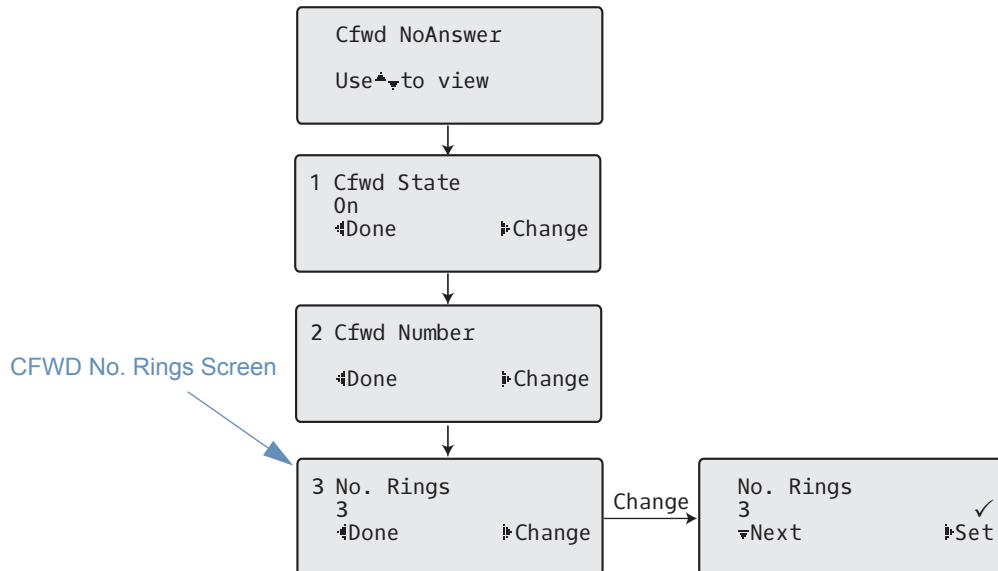 Cfwd NoAnswer
Use to view
1 Cfwd State
On
Done Change
2 Cfwd Number
Done Change
CFWD No. Rings Screen
3 No. Rings
3
Done Change
Change
No. Rings
3 ✓
Next Set